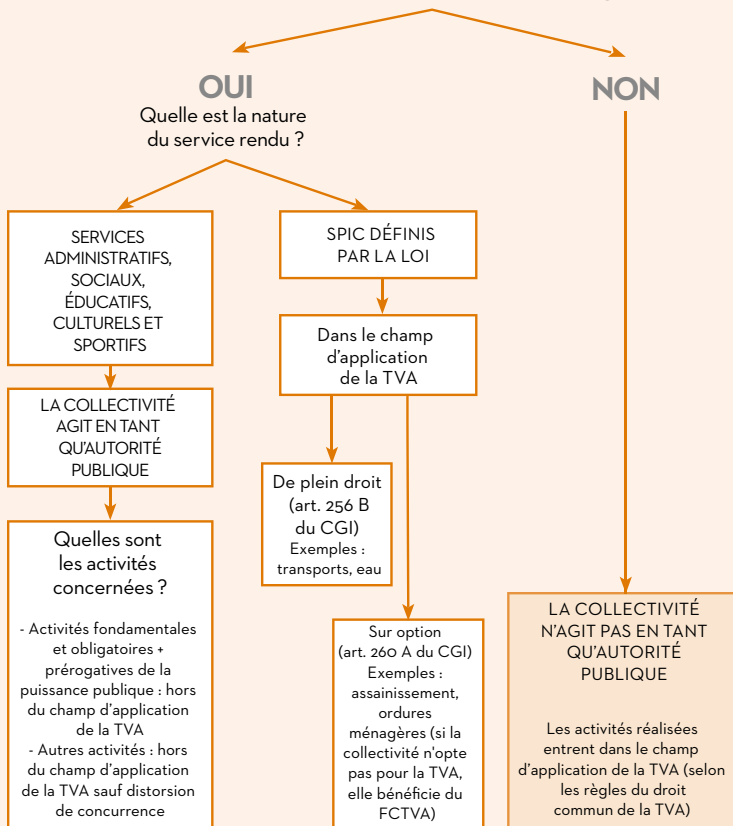 OUI
Quelle est la nature
du service rendu ?
NON
SERVICES
ADMINISTRATIFS,
SOCIAUX,
ÉDUCATIFS,
CULTURELS ET
SPORTIFS
LA COLLECTIVITÉ
AGIT EN TANT
QU'AUTORITÉ
PUBLIQUE
Quelles sont
les activités
concernées ?
- Activités fondamentales
et obligatoires +
prérogatives de la
puissance publique : hors
du champ d'application
de la TVA
- Autres activités : hors
du champ d'application
de la TVA sauf distorsion
de concurrence
SPIC DÉFINIS
PAR LA LOI
Dans le champ
d'application
de la TVA
De plein droit
(art. 256 B
du CGI)
Exemples :
transports, eau
Sur option
(art. 260 A du CGI)
Exemples :
assainissement,
ordures
ménagères (si la
collectivité n'opte
pas pour la TVA,
elle bénéficie du
FCTVA)
LA COLLECTIVITÉ
N'AGIT PAS EN TANT
QU'AUTORITÉ
PUBLIQUE
Les activités réalisées
entrent dans le champ
d'application de la TVA (selon
les règles du droit
commun de la TVA)